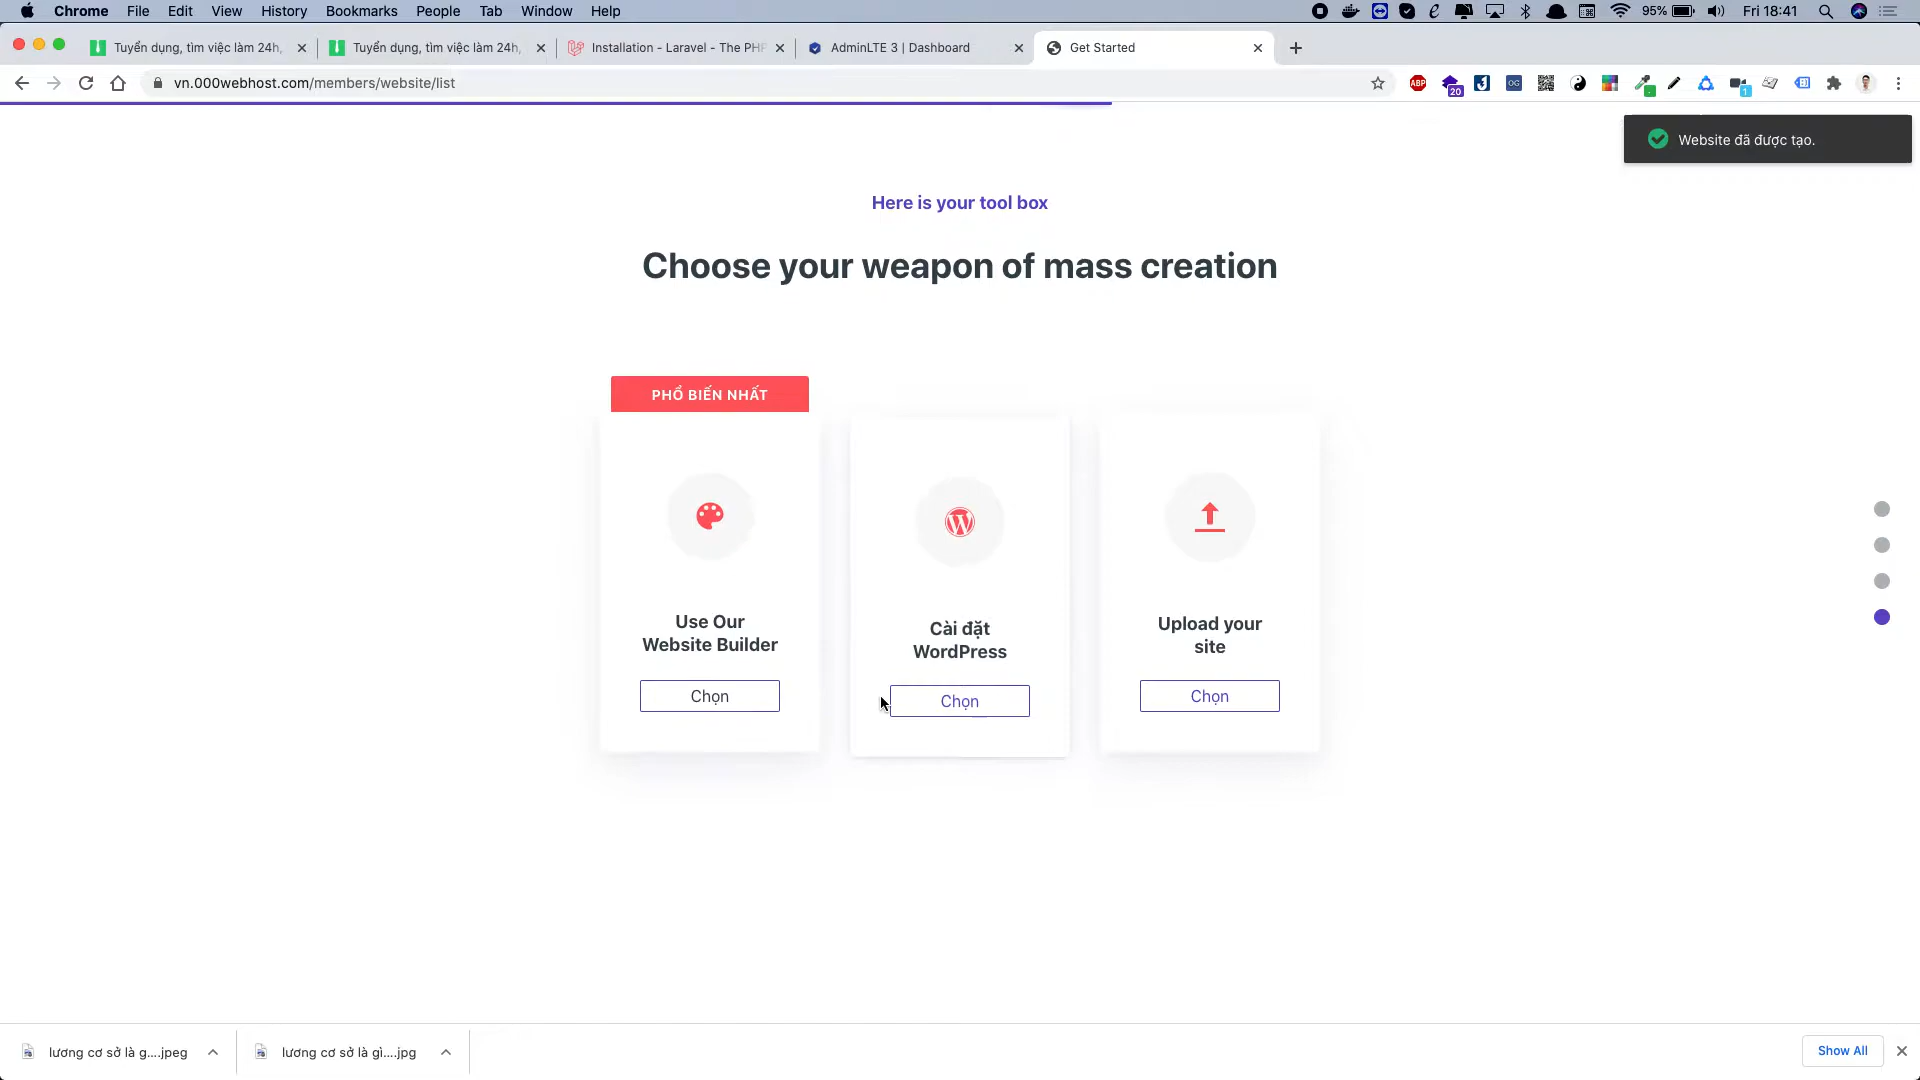 Chrome File Edit View History Bookmarks People Tab Window Help 95% Fri 18:41
Tuyển dụng, tìm việc làm 24h, Tuyển dụng, tìm việc làm 24h, Installation - Laravel - The PHP AdminLTE 3 | Dashboard Get Started
vn.000webhost.com/members/website/list ABP 20 OG 1
Website đã được tạo.
Here is your tool box
Choose your weapon of mass creation
PHỔ BIẾN NHẤT
Use Our
Website Builder
Chọn
Cài đặt
WordPress
Chọn
Upload your
site
Chọn
lương cơ sở là g....jpeg lương cơ sở là gì....jpg Show All